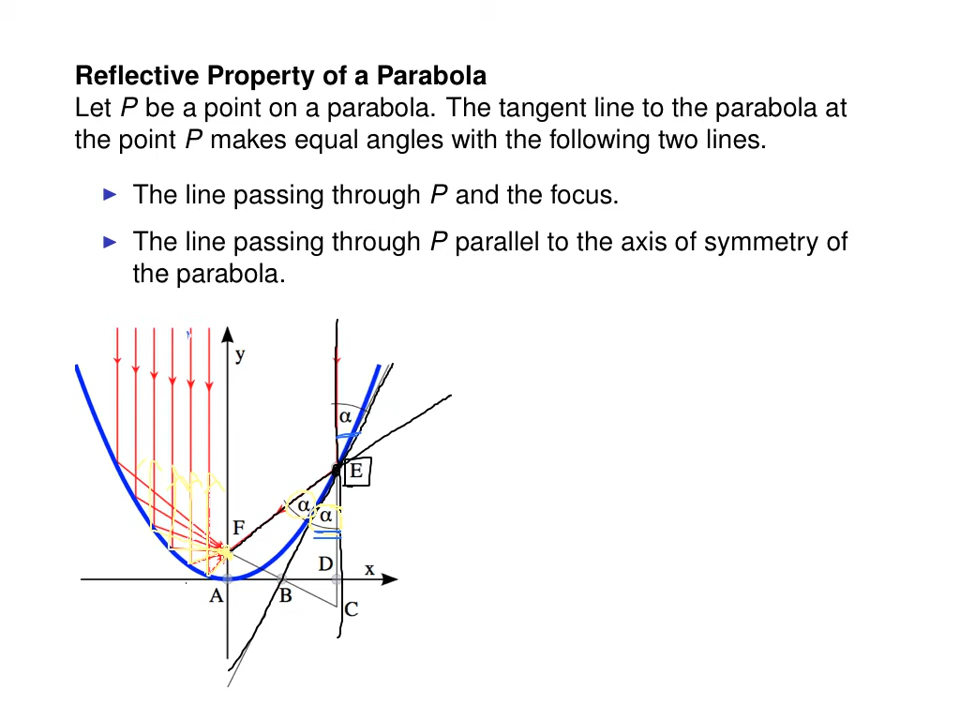 Reflective Property of a Parabola
Let P be a point on a parabola. The tangent line to the parabola at
the point P makes equal angles with the following two lines.
The line passing through P and the focus.
The line passing through P parallel to the axis of symmetry of
the parabola.
y
α
E
α
α
F
D
x
A
B
C